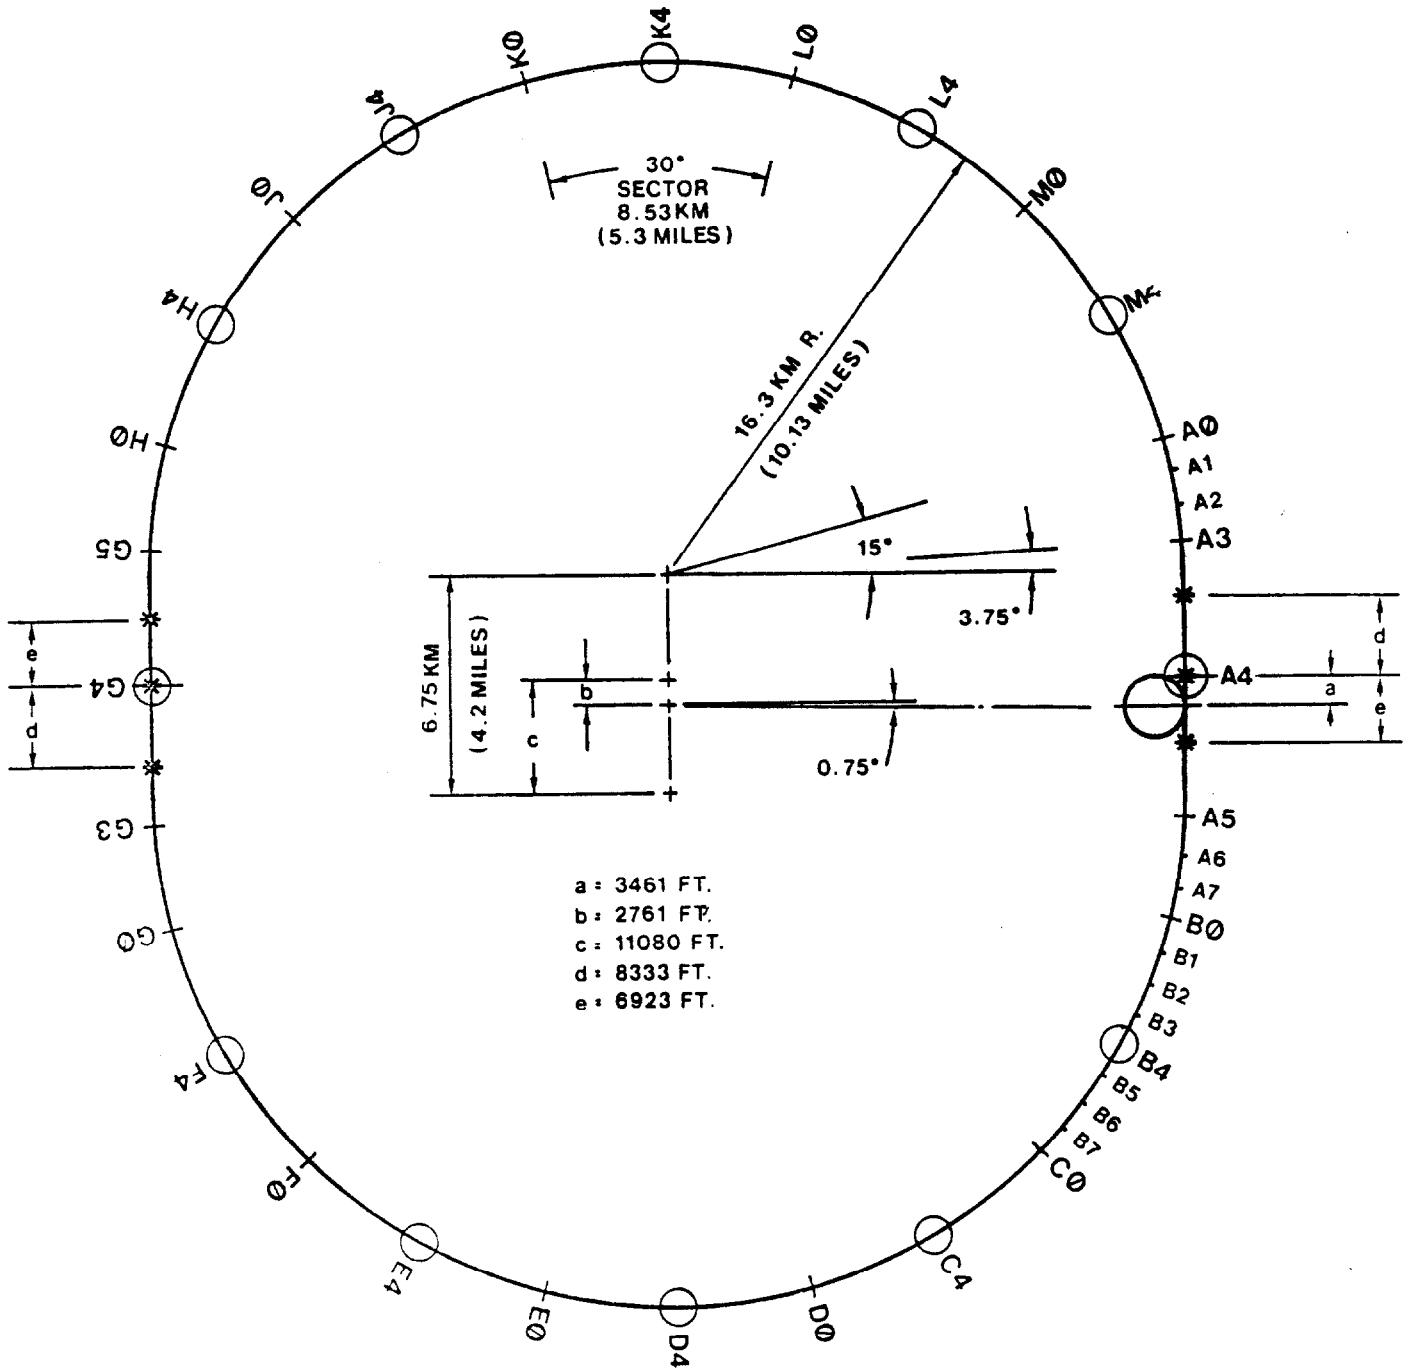 K4
KØ
LØ
J4
L4
30°
SECTOR
8.53KM
(5.3 MILES)
JØ
MØ
H4
16.3 KM R.
(10.13 MILES)
HØ
AØ
A1
A2
A3
G5
15°
3.75°
6.75 KM
(4.2 MILES)
e
G4
d
b
c
0.75°
d
A4
a
e
G3
A5
A6
A7
BØ
B1
B2
B3
B4
B5
B6
B7
a = 3461 FT.
b = 2761 FT.
c = 11080 FT.
d = 8333 FT.
e = 6923 FT.
GØ
F4
FØ
CØ
E4
C4
EØ
D4
DØ